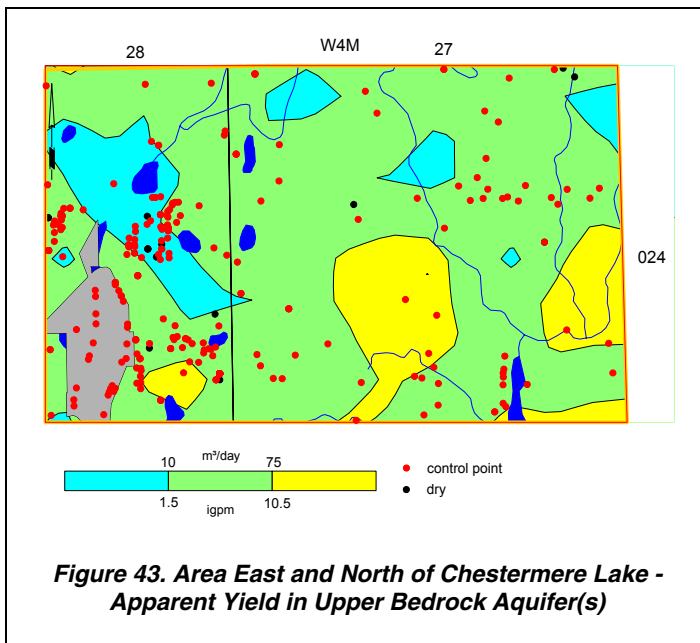 W4M
28 27
024
10 m³/day 75
1.5 igpm 10.5
control point
dry
Figure 43. Area East and North of Chestermere Lake -
Apparent Yield in Upper Bedrock Aquifer(s)